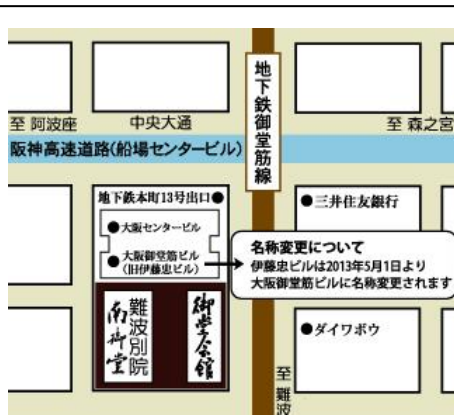 地下鉄御堂筋線
至 阿波座
中央大通
至 森之宮
阪神高速道路(船場センタービル)
地下鉄本町13号出口●
●大阪センタービル
●大阪御堂筋ビル
(旧伊藤忠ビル)
●三井住友銀行
名称変更について
伊藤忠ビルは2013年5月1日より
大阪御堂筋ビルに名称変更されます
御堂会館
難波別院
南御堂
●ダイワボウ
至 難波